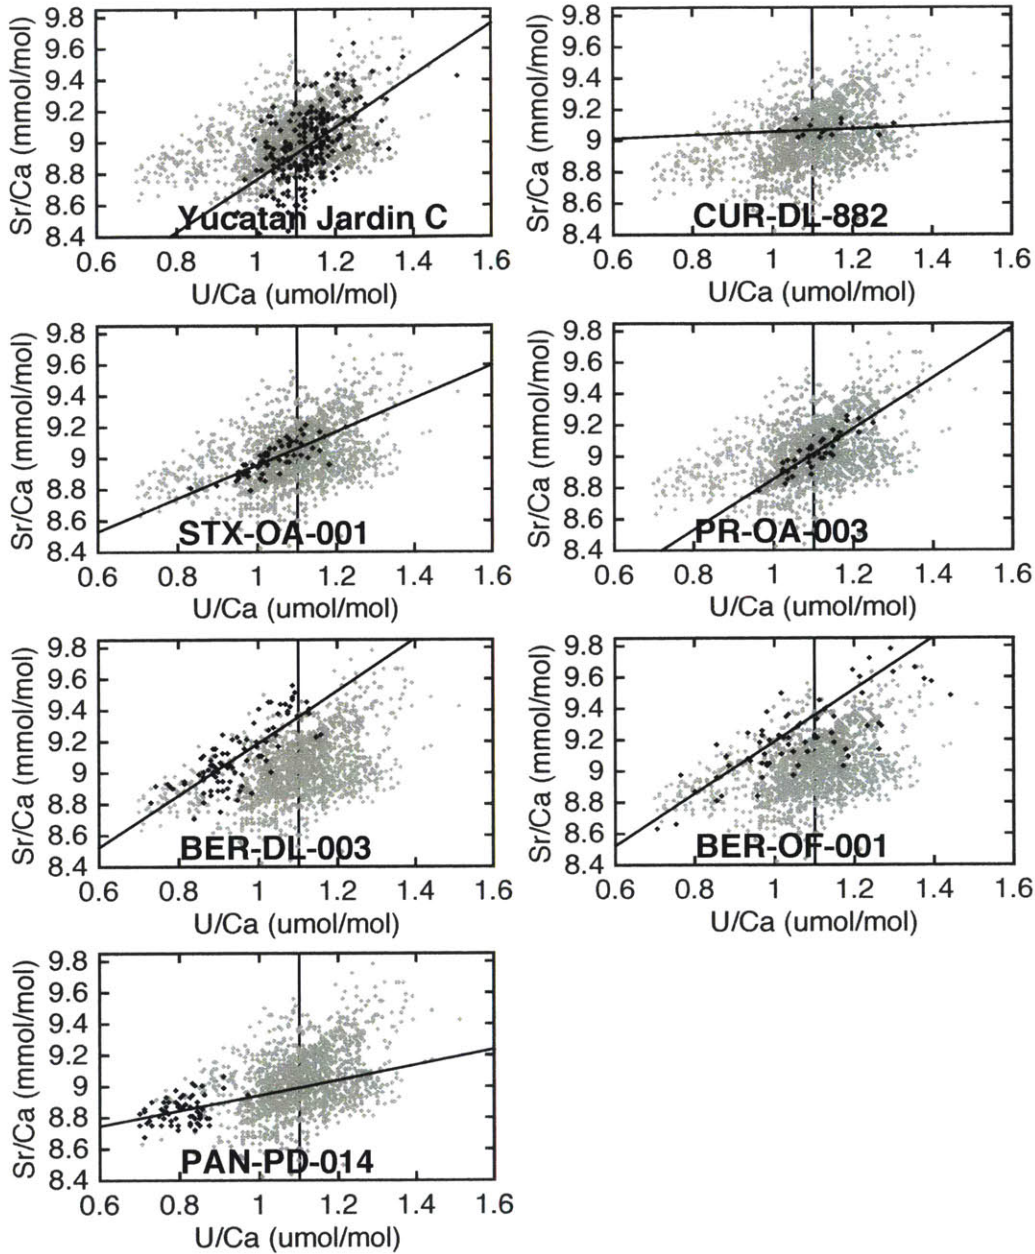 9.8
9.6
9.4
9.2
9
8.8
8.6
8.4
Sr/Ca (mmol/mol)
Yucatan Jardin C
0.6 0.8 1 1.2 1.4 1.6
U/Ca (umol/mol)
9.8
9.6
9.4
9.2
9
8.8
8.6
8.4
Sr/Ca (mmol/mol)
CUR-DL-882
0.6 0.8 1 1.2 1.4 1.6
U/Ca (umol/mol)
9.8
9.6
9.4
9.2
9
8.8
8.6
8.4
Sr/Ca (mmol/mol)
STX-OA-001
0.6 0.8 1 1.2 1.4 1.6
U/Ca (umol/mol)
9.8
9.6
9.4
9.2
9
8.8
8.6
8.4
Sr/Ca (mmol/mol)
PR-OA-003
0.6 0.8 1 1.2 1.4 1.6
U/Ca (umol/mol)
9.8
9.6
9.4
9.2
9
8.8
8.6
8.4
Sr/Ca (mmol/mol)
BER-DL-003
0.6 0.8 1 1.2 1.4 1.6
U/Ca (umol/mol)
9.8
9.6
9.4
9.2
9
8.8
8.6
8.4
Sr/Ca (mmol/mol)
BER-OF-001
0.6 0.8 1 1.2 1.4 1.6
U/Ca (umol/mol)
9.8
9.6
9.4
9.2
9
8.8
8.6
8.4
Sr/Ca (mmol/mol)
PAN-PD-014
0.6 0.8 1 1.2 1.4 1.6
U/Ca (umol/mol)